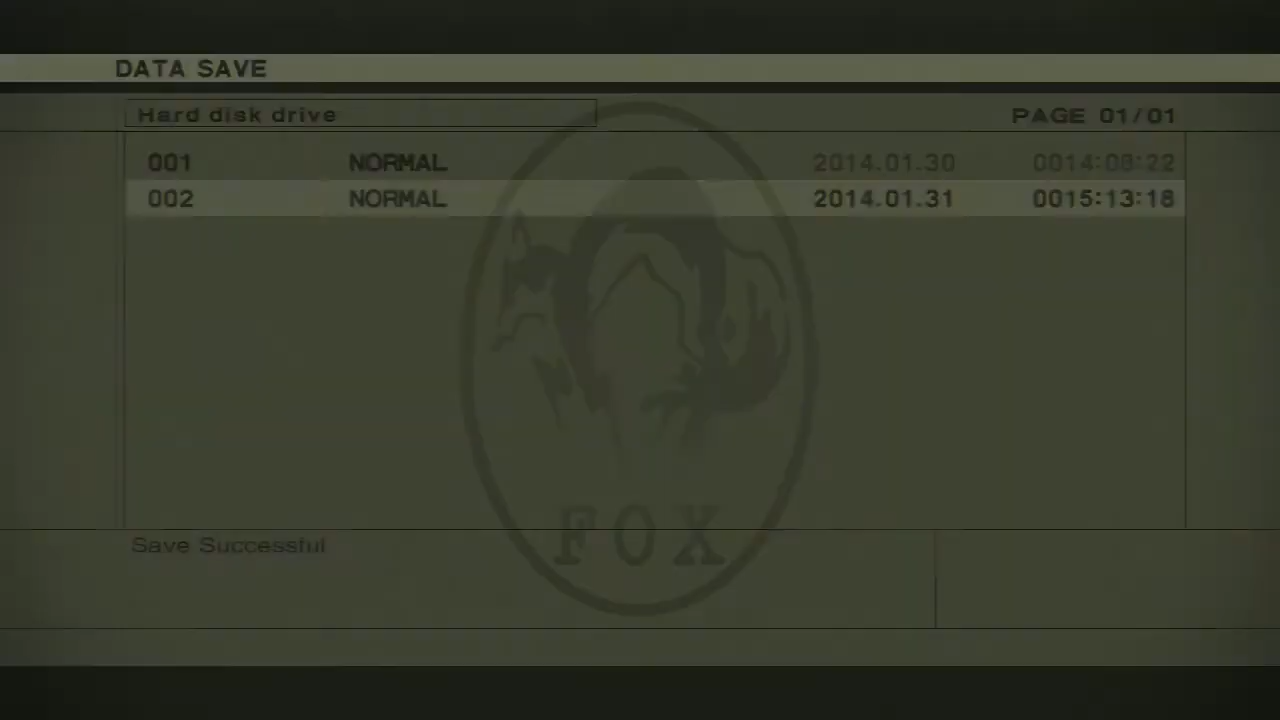 DATA SAVE
Hard disk drive PAGE 01/01
001 NORMAL 2014.01.30 0014:08:22
002 NORMAL 2014.01.31 0015:13:18
Save Successful
FOX